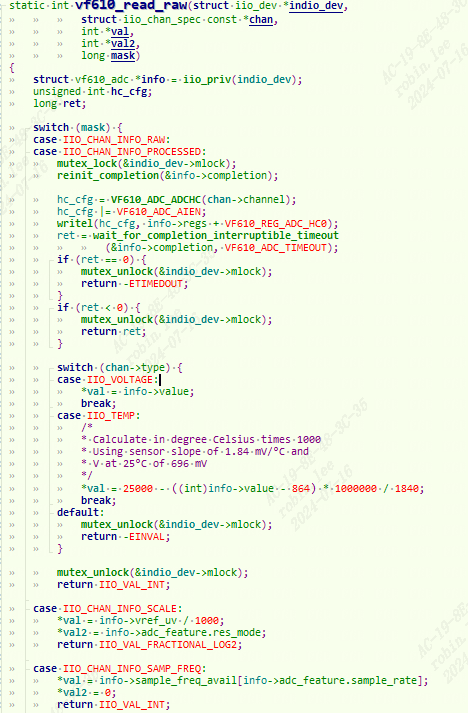 static int vf610_read_raw(struct iio_dev *indio_dev,
struct iio_chan_spec const *chan,
int *val,
int *val2,
long mask)
{
struct vf610_adc *info = iio_priv(indio_dev);
unsigned int hc_cfg;
long ret;
switch (mask) {
case IIO_CHAN_INFO_RAW:
case IIO_CHAN_INFO_PROCESSED:
mutex_lock(&indio_dev->mlock);
reinit_completion(&info->completion);
hc_cfg = VF610_ADC_ADCHC(chan->channel);
hc_cfg |= VF610_ADC_AIEN;
writel(hc_cfg, info->regs + VF610_REG_ADC_HC0);
ret = wait_for_completion_interruptible_timeout
(&info->completion, VF610_ADC_TIMEOUT);
if (ret == 0) {
mutex_unlock(&indio_dev->mlock);
return -ETIMEDOUT;
}
if (ret < 0) {
mutex_unlock(&indio_dev->mlock);
return ret;
}
switch (chan->type) {
case IIO_VOLTAGE:
*val = info->value;
break;
case IIO_TEMP:
/*
* Calculate in degree Celsius times 1000
* Using sensor slope of 1.84 mV/°C and
* V at 25°C of 696 mV
*/
*val = 25000 - ((int)info->value - 864) * 1000000 / 1840;
break;
default:
mutex_unlock(&indio_dev->mlock);
return -EINVAL;
}
mutex_unlock(&indio_dev->mlock);
return IIO_VAL_INT;
case IIO_CHAN_INFO_SCALE:
*val = info->vref_uv / 1000;
*val2 = info->adc_feature.res_mode;
return IIO_VAL_FRACTIONAL_LOG2;
case IIO_CHAN_INFO_SAMP_FREQ:
*val = info->sample_freq_avail[info->adc_feature.sample_rate];
*val2 = 0;
return IIO_VAL_INT;